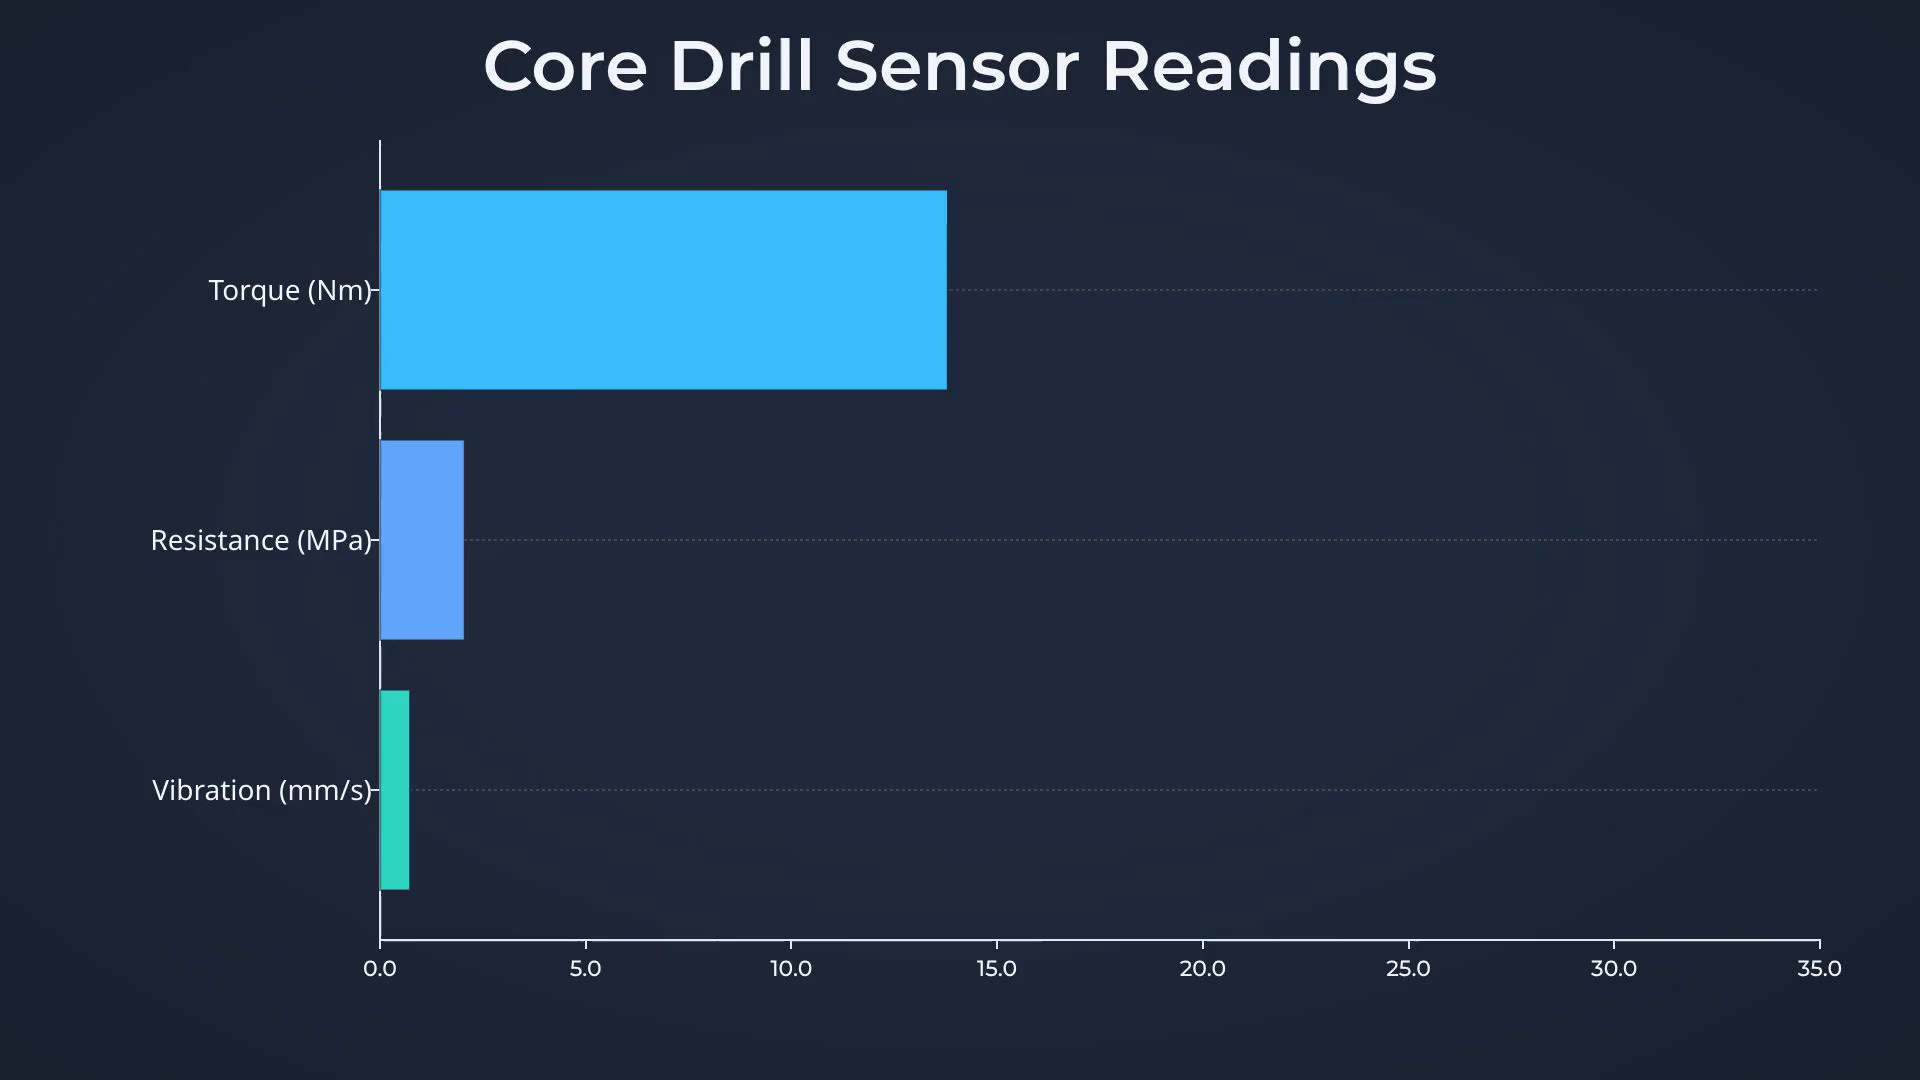 Core Drill Sensor Readings
Torque (Nm)
Resistance (MPa)
Vibration (mm/s)
0.0 5.0 10.0 15.0 20.0 25.0 30.0 35.0